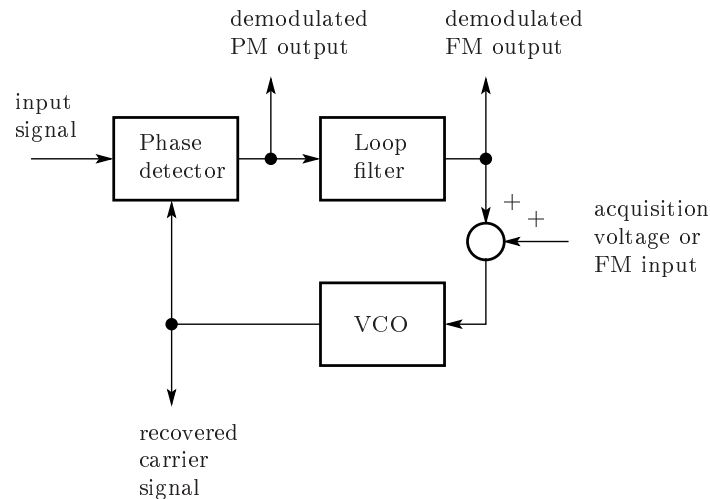 demodulated
PM output
demodulated
FM output
input
signal
Phase
detector
Loop
filter
+
+
acquisition
voltage or
FM input
VCO
recovered
carrier
signal